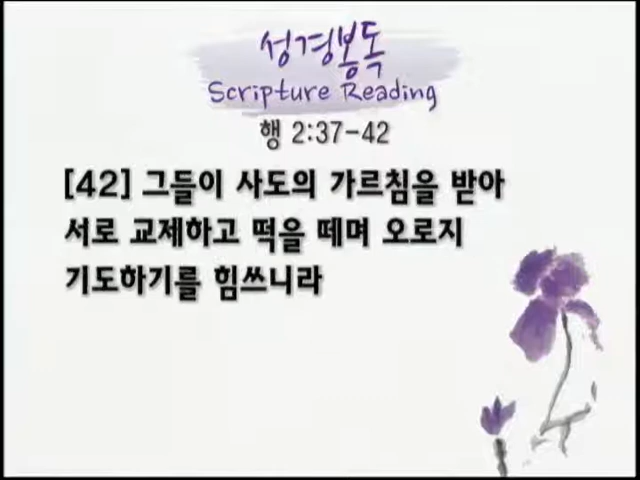 성경봉독
Scripture Reading
행 2:37-42
[42] 그들이 사도의 가르침을 받아
서로 교제하고 떡을 떼며 오로지
기도하기를 힘쓰니라